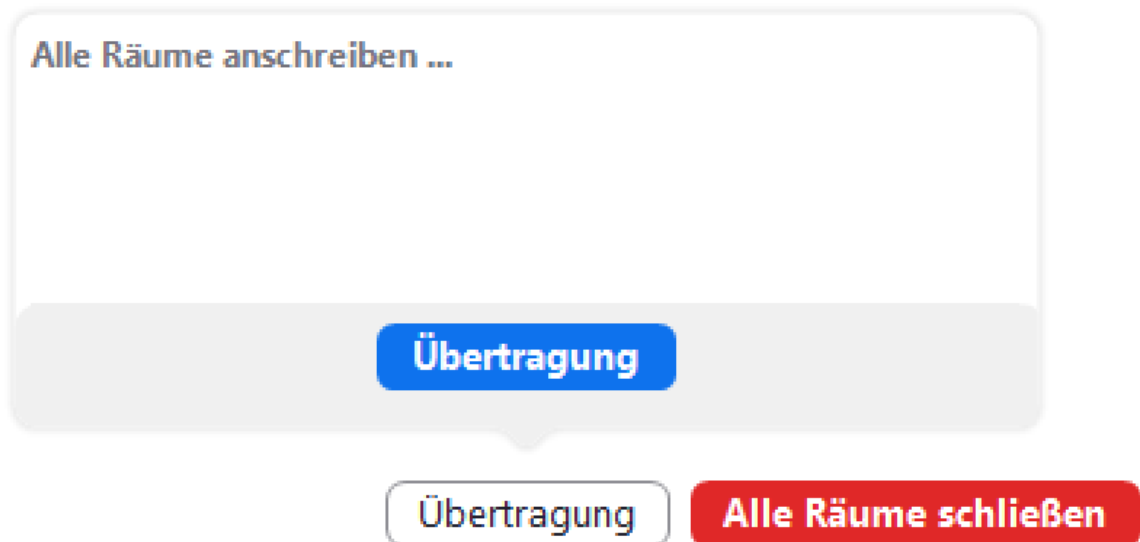 Alle Räume anschreiben ...
Übertragung
Übertragung Alle Räume schließen